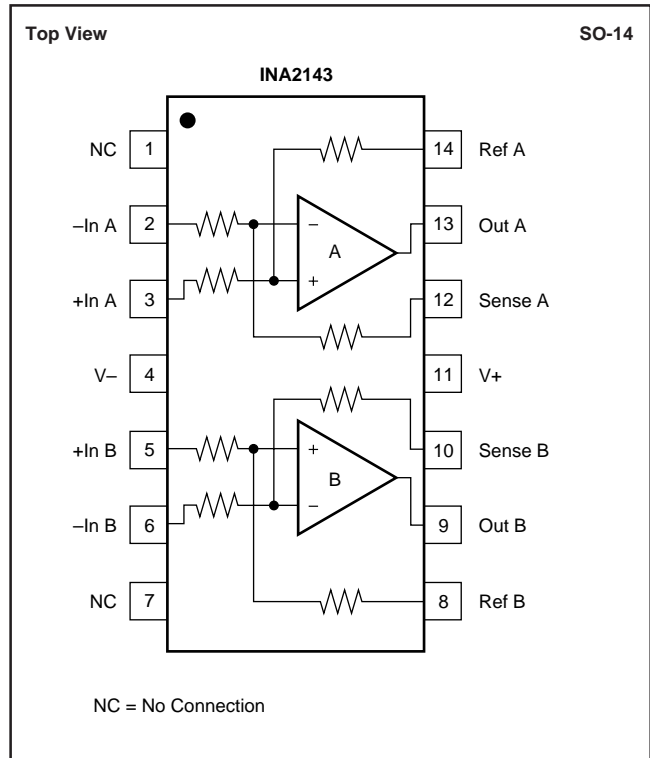 Top View SO-14
INA2143
NC 1 14 Ref A
–In A 2 – 13 Out A
A
+In A 3 + 12 Sense A
V– 4 11 V+
+In B 5 + 10 Sense B
B
–In B 6 – 9 Out B
NC 7 8 Ref B
NC = No Connection